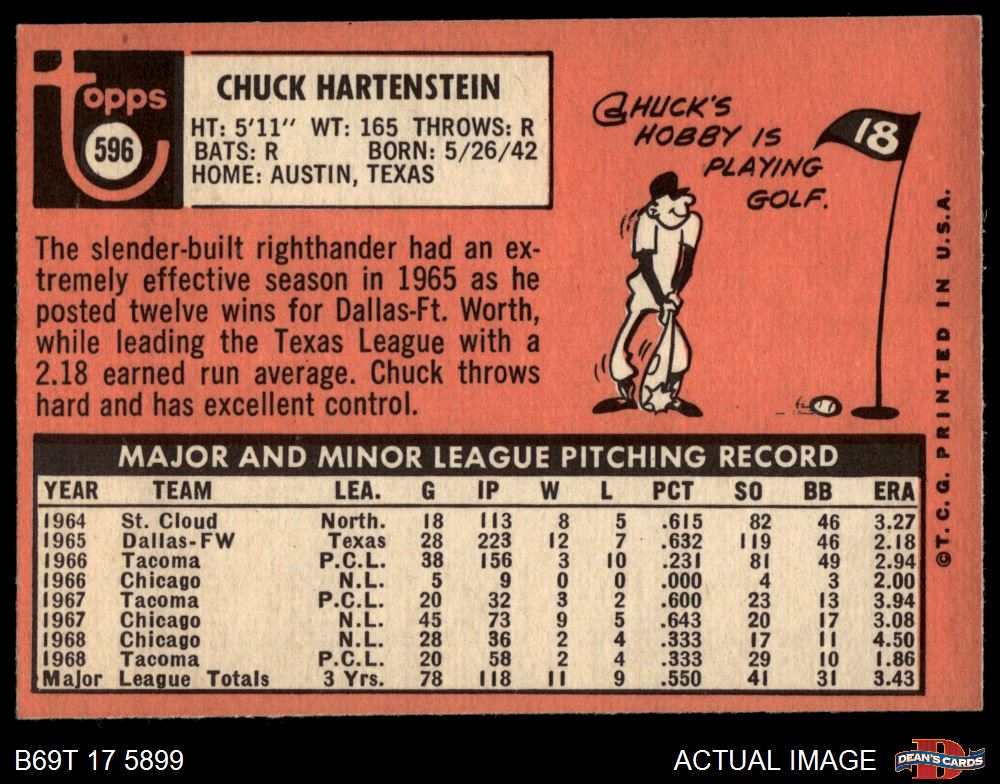 Topps
596
CHUCK HARTENSTEIN
HT: 5'11" WT: 165 THROWS: R
BATS: R BORN: 5/26/42
HOME: AUSTIN, TEXAS
The slender-built righthander had an ex-
tremely effective season in 1965 as he
posted twelve wins for Dallas-Ft. Worth,
while leading the Texas League with a
2.18 earned run average. Chuck throws
hard and has excellent control.
CHUCK'S
HOBBY IS
PLAYING
GOLF.
18
©T. C. G. PRINTED IN U.S.A.
MAJOR AND MINOR LEAGUE PITCHING RECORD
YEAR TEAM LEA. G IP W L PCT SO BB ERA
1964 St. Cloud North. 18 113 8 5 .615 82 46 3.27
1965 Dallas-FW Texas 28 223 12 7 .632 119 46 2.18
1966 Tacoma P.C.L. 38 156 3 10 .231 81 49 2.94
1966 Chicago N.L. 5 9 0 0 .000 4 3 2.00
1967 Tacoma P.C.L. 20 32 3 2 .600 23 13 3.94
1967 Chicago N.L. 45 73 9 5 .643 20 17 3.08
1968 Chicago N.L. 28 36 2 4 .333 17 11 4.50
1968 Tacoma P.C.L. 20 58 2 4 .333 29 10 1.86
Major League Totals 3 Yrs. 78 118 11 9 .550 41 31 3.43
B69T 17 5899
ACTUAL IMAGE
D
DEAN'S CARDS